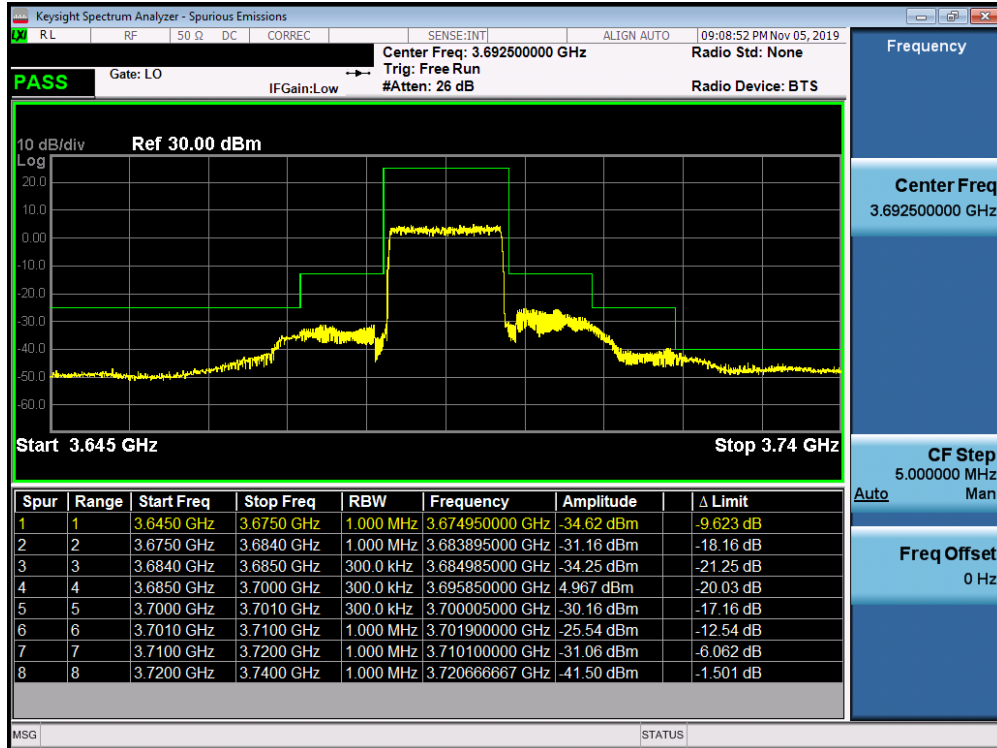 Keysight Spectrum Analyzer - Spurious Emissions
LXI RL RF 50 Ω DC CORREC SENSE:INT ALIGN AUTO 09:08:52 PM Nov 05, 2019
Frequency
Center Freq: 3.692500000 GHz Radio Std: None
Gate: LO Trig: Free Run
PASS IFGain:Low #Atten: 26 dB Radio Device: BTS
10 dB/div Ref 30.00 dBm
Log
20.0
10.0
0.00
-10.0
-20.0
-30.0
-40.0
-50.0
-60.0
Start 3.645 GHz Stop 3.74 GHz
Center Freq
3.692500000 GHz
CF Step
5.000000 MHz
Auto Man
Freq Offset
0 Hz
Spur Range Start Freq Stop Freq RBW Frequency Amplitude Δ Limit
1 1 3.6450 GHz 3.6750 GHz 1.000 MHz 3.674950000 GHz -34.62 dBm -9.623 dB
2 2 3.6750 GHz 3.6840 GHz 1.000 MHz 3.683895000 GHz -31.16 dBm -18.16 dB
3 3 3.6840 GHz 3.6850 GHz 300.0 kHz 3.684985000 GHz -34.25 dBm -21.25 dB
4 4 3.6850 GHz 3.7000 GHz 300.0 kHz 3.695850000 GHz 4.967 dBm -20.03 dB
5 5 3.7000 GHz 3.7010 GHz 300.0 kHz 3.700005000 GHz -30.16 dBm -17.16 dB
6 6 3.7010 GHz 3.7100 GHz 1.000 MHz 3.701900000 GHz -25.54 dBm -12.54 dB
7 7 3.7100 GHz 3.7200 GHz 1.000 MHz 3.710100000 GHz -31.06 dBm -6.062 dB
8 8 3.7200 GHz 3.7400 GHz 1.000 MHz 3.720666667 GHz -41.50 dBm -1.501 dB
MSG STATUS